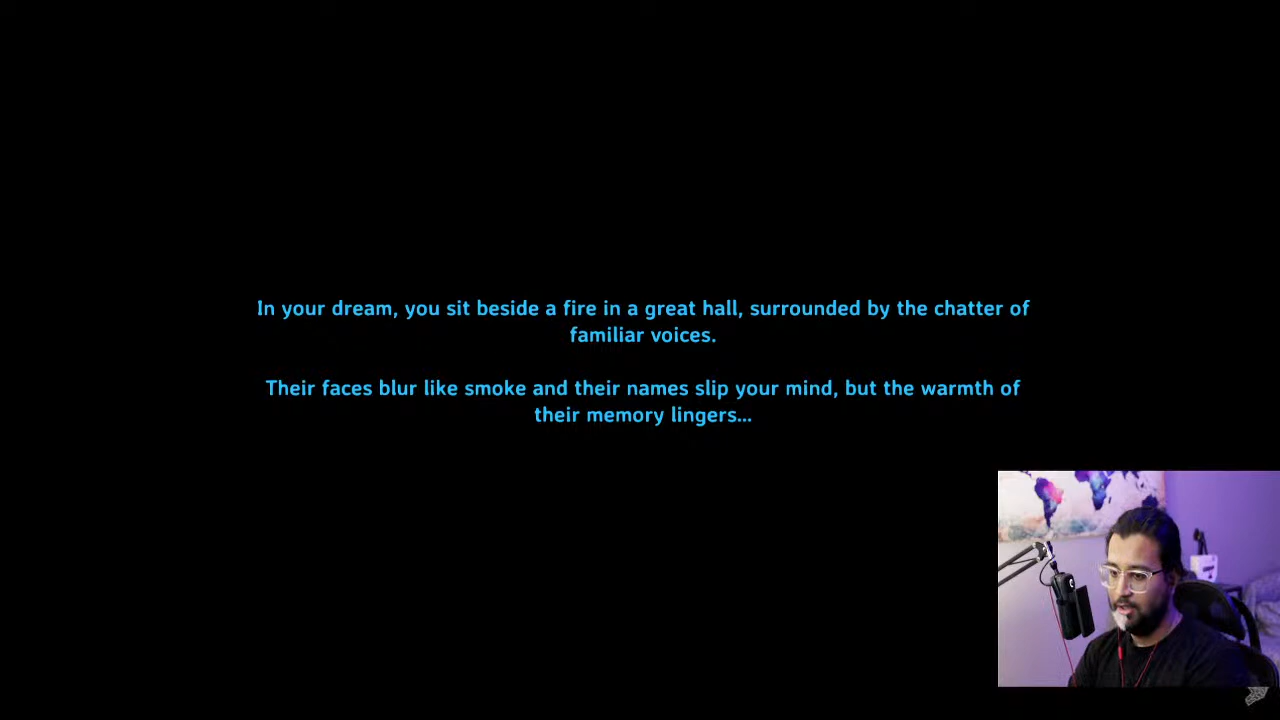 In your dream, you sit beside a fire in a great hall, surrounded by the chatter of
familiar voices.
Their faces blur like smoke and their names slip your mind, but the warmth of
their memory lingers...